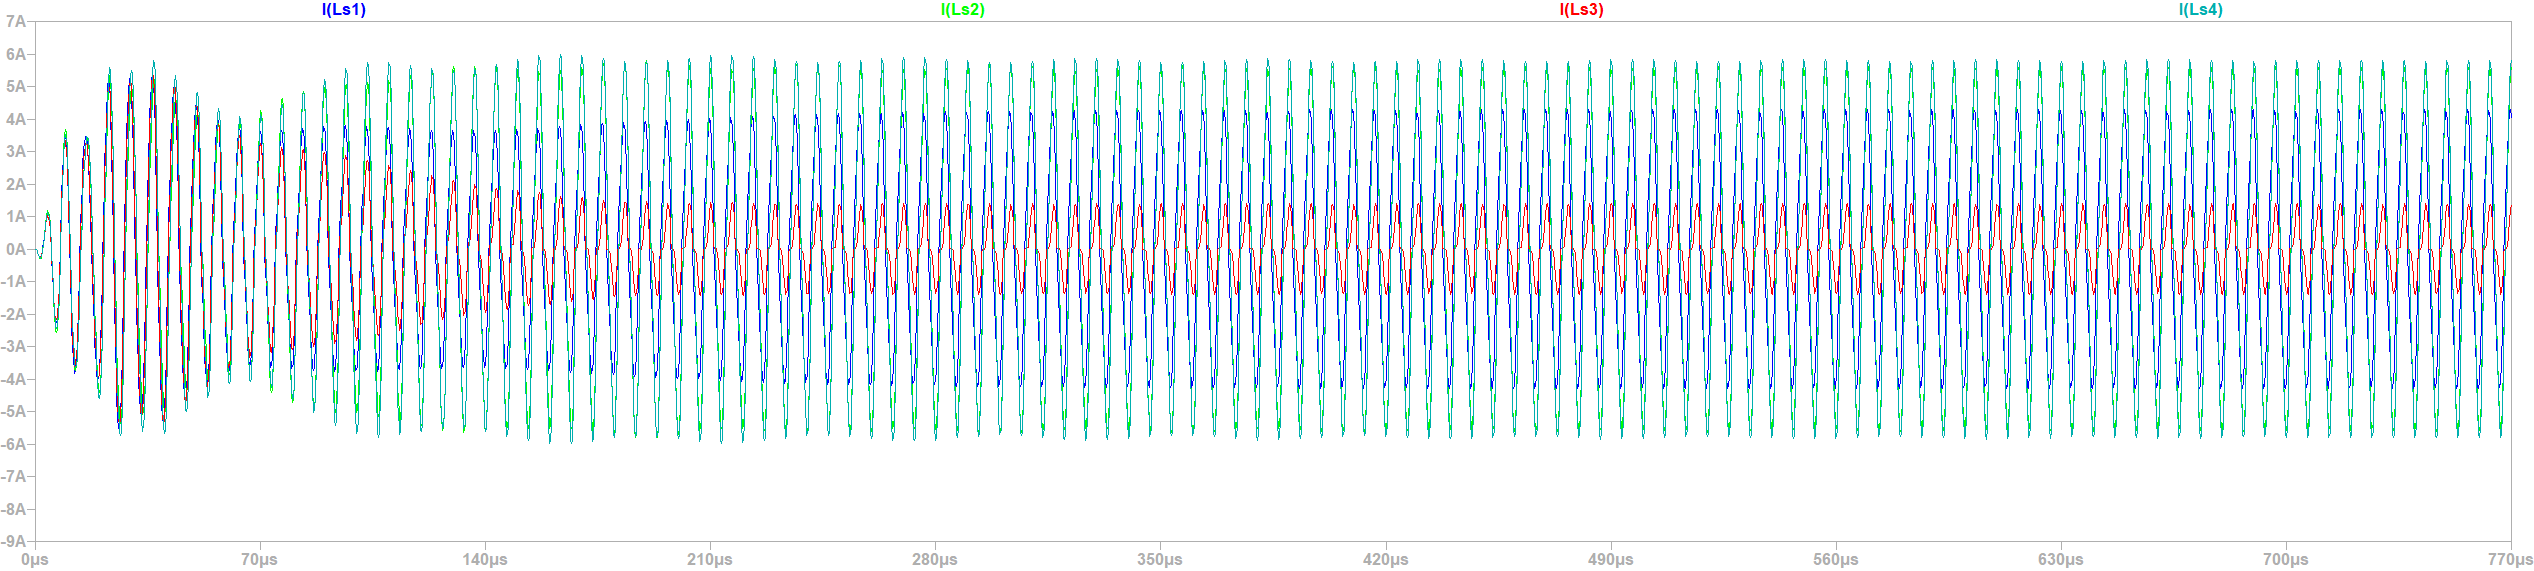 I(Ls1) I(Ls2) I(Ls3) I(Ls4)
7A
6A
5A
4A
3A
2A
1A
0A
-1A
-2A
-3A
-4A
-5A
-6A
-7A
-8A
-9A
0µs 70µs 140µs 210µs 280µs 350µs 420µs 490µs 560µs 630µs 700µs 770µs